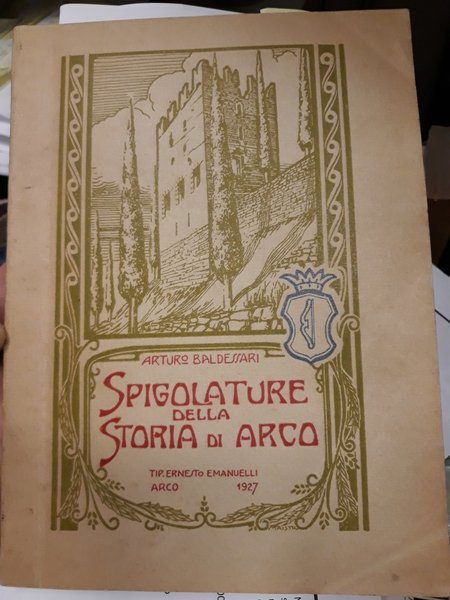 ARTURO BALDESSARI
SPIGOLATURE
DELLA
STORIA DI ARCO
TIP. ERNESTO EMANUELLI
ARCO 1927